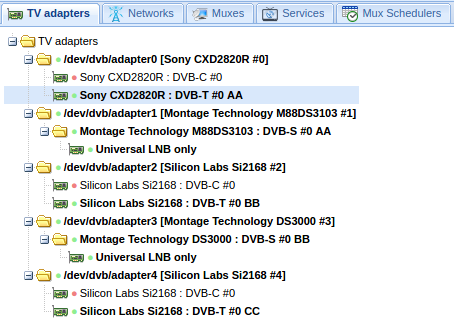 TV adapters Networks Muxes Services Mux Schedulers
TV adapters
/dev/dvb/adapter0 [Sony CXD2820R #0]
Sony CXD2820R : DVB-C #0
Sony CXD2820R : DVB-T #0 AA
/dev/dvb/adapter1 [Montage Technology M88DS3103 #1]
Montage Technology M88DS3103 : DVB-S #0 AA
Universal LNB only
/dev/dvb/adapter2 [Silicon Labs Si2168 #2]
Silicon Labs Si2168 : DVB-C #0
Silicon Labs Si2168 : DVB-T #0 BB
/dev/dvb/adapter3 [Montage Technology DS3000 #3]
Montage Technology DS3000 : DVB-S #0 BB
Universal LNB only
/dev/dvb/adapter4 [Silicon Labs Si2168 #4]
Silicon Labs Si2168 : DVB-C #0
Silicon Labs Si2168 : DVB-T #0 CC